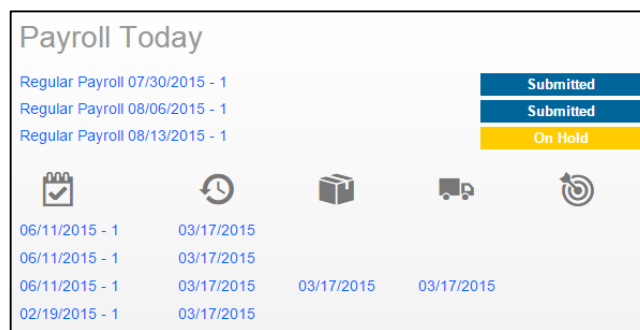 Payroll Today
Regular Payroll 07/30/2015 - 1 Submitted
Regular Payroll 08/06/2015 - 1 Submitted
Regular Payroll 08/13/2015 - 1 On Hold
06/11/2015 - 1 03/17/2015
06/11/2015 - 1 03/17/2015
06/11/2015 - 1 03/17/2015 03/17/2015 03/17/2015
02/19/2015 - 1 03/17/2015